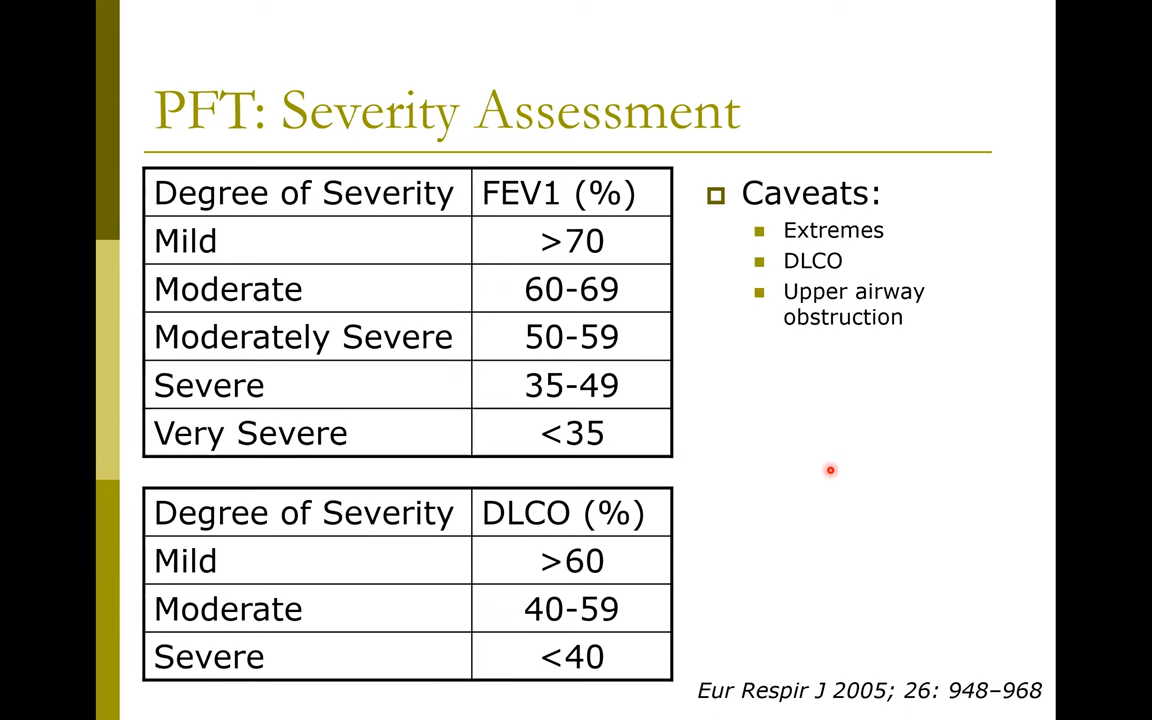 PFT: Severity Assessment
Degree of Severity FEV1 (%)
Mild >70
Moderate 60-69
Moderately Severe 50-59
Severe 35-49
Very Severe <35
Degree of Severity DLCO (%)
Mild >60
Moderate 40-59
Severe <40
Caveats:
Extremes
DLCO
Upper airway
obstruction
Eur Respir J 2005; 26: 948–968